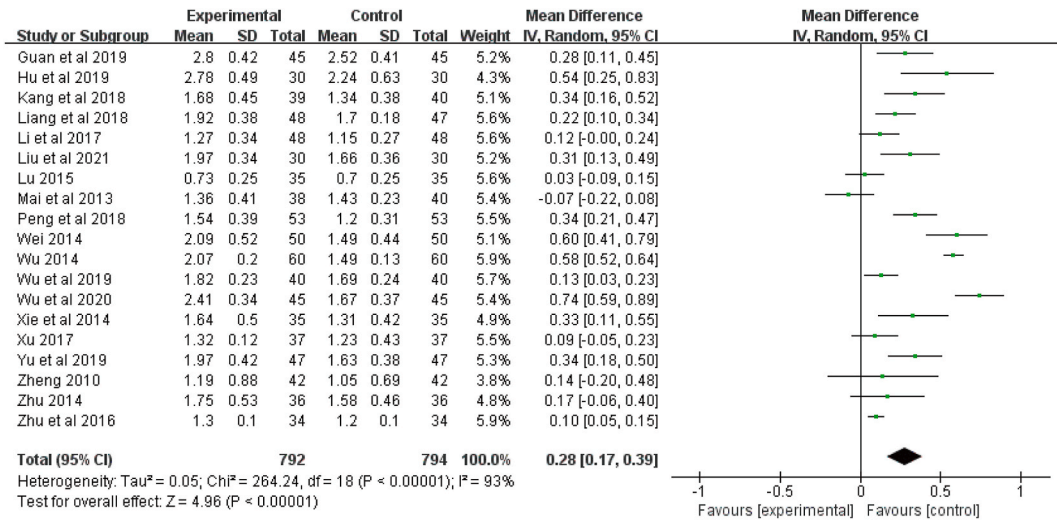 Experimental Control Mean Difference Mean Difference
Study or Subgroup Mean SD Total Mean SD Total Weight IV, Random, 95% CI IV, Random, 95% CI
Guan et al 2019 2.8 0.42 45 2.52 0.41 45 5.2% 0.28 [0.11, 0.45]
Hu et al 2019 2.78 0.49 30 2.24 0.63 30 4.3% 0.54 [0.25, 0.83]
Kang et al 2018 1.68 0.45 39 1.34 0.38 40 5.1% 0.34 [0.16, 0.52]
Liang et al 2018 1.92 0.38 48 1.7 0.18 47 5.6% 0.22 [0.10, 0.34]
Li et al 2017 1.27 0.34 48 1.15 0.27 48 5.6% 0.12 [-0.00, 0.24]
Liu et al 2021 1.97 0.34 30 1.66 0.36 30 5.2% 0.31 [0.13, 0.49]
Lu 2015 0.73 0.25 35 0.7 0.25 35 5.6% 0.03 [-0.09, 0.15]
Mai et al 2013 1.36 0.41 38 1.43 0.23 40 5.4% -0.07 [-0.22, 0.08]
Peng et al 2018 1.54 0.39 53 1.2 0.31 53 5.5% 0.34 [0.21, 0.47]
Wei 2014 2.09 0.52 50 1.49 0.44 50 5.1% 0.60 [0.41, 0.79]
Wu 2014 2.07 0.2 60 1.49 0.13 60 5.8% 0.58 [0.52, 0.64]
Wu et al 2019 1.82 0.23 40 1.69 0.24 40 5.7% 0.13 [0.03, 0.23]
Wu et al 2020 2.41 0.34 45 1.67 0.37 45 5.4% 0.74 [0.59, 0.89]
Xie et al 2014 1.64 0.5 35 1.31 0.42 35 4.9% 0.33 [0.11, 0.55]
Xu 2017 1.32 0.12 37 1.23 0.43 37 5.4% 0.09 [-0.05, 0.23]
Yu et al 2019 1.97 0.42 47 1.63 0.38 47 5.3% 0.34 [0.18, 0.50]
Zheng 2010 1.19 0.88 42 1.05 0.69 42 3.8% 0.14 [-0.20, 0.48]
Zhu 2014 1.75 0.53 36 1.58 0.46 36 4.8% 0.17 [-0.06, 0.40]
Zhu et al 2016 1.3 0.1 34 1.2 0.1 34 5.9% 0.10 [0.05, 0.15]
Total (95% CI) 792 794 100.0% 0.28 [0.17, 0.39]
Heterogeneity: Tau² = 0.05; Chi² = 264.24, df = 18 (P < 0.00001); I² = 93%
Test for overall effect: Z = 4.96 (P < 0.00001)
-1 -0.5 0 0.5 1
Favours [experimental] Favours [control]